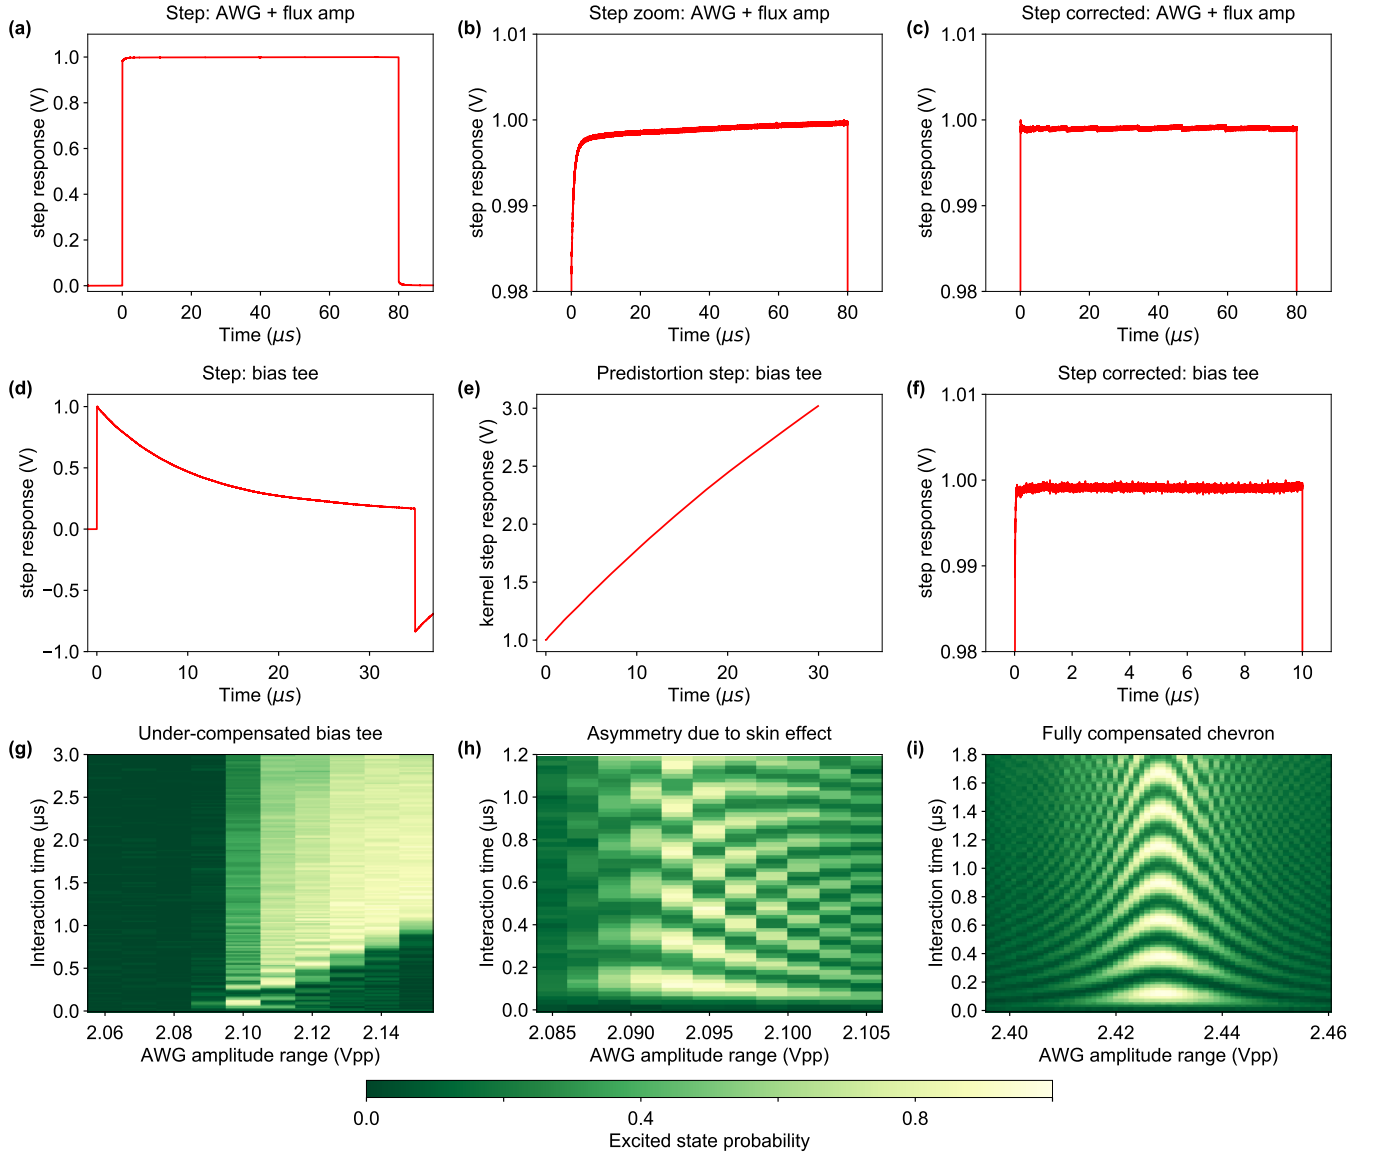 (a) Step: AWG + flux amp
step response (V)
1.0
0.8
0.6
0.4
0.2
0.0
0 20 40 60 80
Time (μs)
(b) Step zoom: AWG + flux amp
step response (V)
1.01
1.00
0.99
0.98
0 20 40 60 80
Time (μs)
(c) Step corrected: AWG + flux amp
step response (V)
1.01
1.00
0.99
0.98
0 20 40 60 80
Time (μs)
(d) Step: bias tee
step response (V)
1.0
0.5
0.0
−0.5
−1.0
0 10 20 30
Time (μs)
(e) Predistortion step: bias tee
kernel step response (V)
3.0
2.5
2.0
1.5
1.0
0 10 20 30
Time (μs)
(f) Step corrected: bias tee
step response (V)
1.01
1.00
0.99
0.98
0 2 4 6 8 10
Time (μs)
(g) Under-compensated bias tee
Interaction time (μs)
3.0
2.5
2.0
1.5
1.0
0.5
0.0
2.06 2.08 2.10 2.12 2.14
AWG amplitude range (Vpp)
(h) Asymmetry due to skin effect
Interaction time (μs)
1.2
1.0
0.8
0.6
0.4
0.2
0.0
2.085 2.090 2.095 2.100 2.105
AWG amplitude range (Vpp)
(i) Fully compensated chevron
Interaction time (μs)
1.8
1.6
1.4
1.2
1.0
0.8
0.6
0.4
0.2
0.0
2.40 2.42 2.44 2.46
AWG amplitude range (Vpp)
0.0 0.4 0.8
Excited state probability